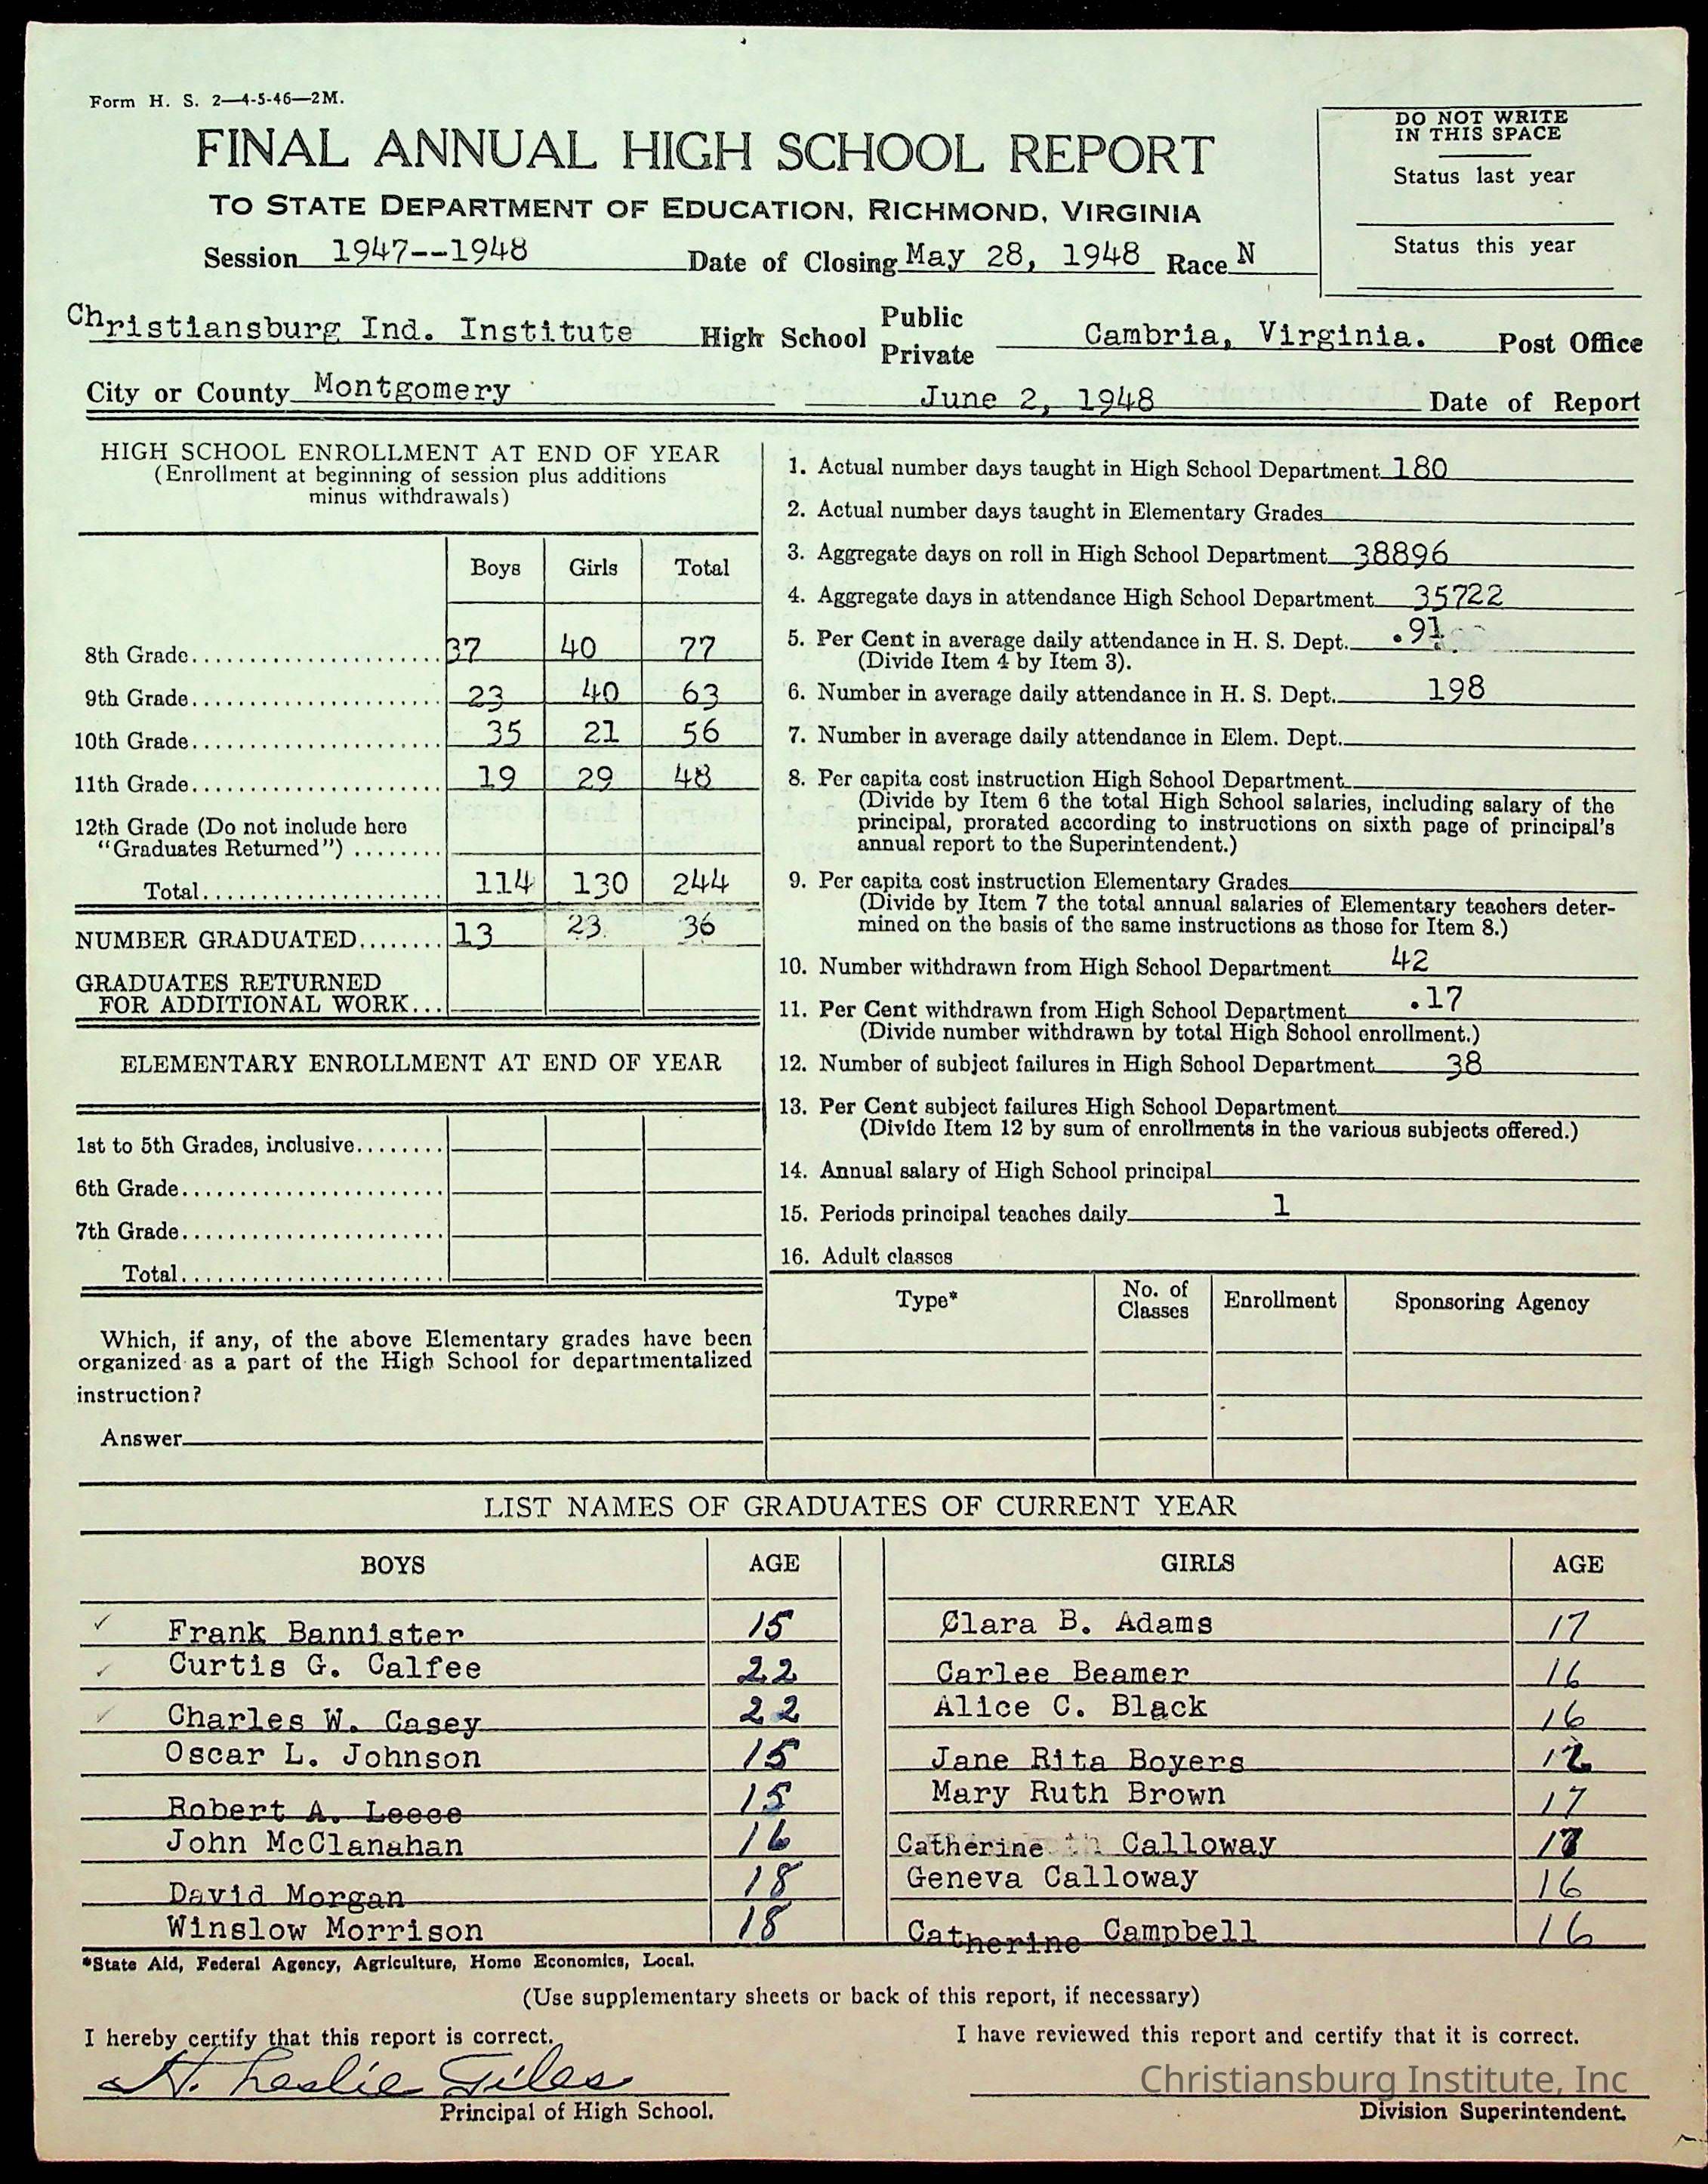 Form H. S. 2—4-5-46—2M.
FINAL ANNUAL HIGH SCHOOL REPORT
TO STATE DEPARTMENT OF EDUCATION, RICHMOND, VIRGINIA
Session 1947--1948 Date of Closing May 28, 1948 Race N
DO NOT WRITE
IN THIS SPACE
Status last year
Status this year
Christiansburg Ind. Institute High School Public Private Cambria, Virginia. Post Office
City or County Montgomery June 2, 1948 Date of Report
HIGH SCHOOL ENROLLMENT AT END OF YEAR
(Enrollment at beginning of session plus additions
minus withdrawals)
Boys Girls Total
8th Grade 37 40 77
9th Grade 23 40 63
10th Grade 35 21 56
11th Grade 19 29 48
12th Grade (Do not include here
"Graduates Returned")
Total 114 130 244
NUMBER GRADUATED 13 23 36
GRADUATES RETURNED
FOR ADDITIONAL WORK
ELEMENTARY ENROLLMENT AT END OF YEAR
1st to 5th Grades, inclusive
6th Grade
7th Grade
Total
Which, if any, of the above Elementary grades have been
organized as a part of the High School for departmentalized
instruction?
Answer
1. Actual number days taught in High School Department 180
2. Actual number days taught in Elementary Grades
3. Aggregate days on roll in High School Department 38896
4. Aggregate days in attendance High School Department 35722
5. Per Cent in average daily attendance in H. S. Dept. .91
(Divide Item 4 by Item 3).
6. Number in average daily attendance in H. S. Dept. 198
7. Number in average daily attendance in Elem. Dept.
8. Per capita cost instruction High School Department
(Divide by Item 6 the total High School salaries, including salary of the
principal, prorated according to instructions on sixth page of principal's
annual report to the Superintendent.)
9. Per capita cost instruction Elementary Grades
(Divide by Item 7 the total annual salaries of Elementary teachers deter-
mined on the basis of the same instructions as those for Item 8.)
10. Number withdrawn from High School Department 42
11. Per Cent withdrawn from High School Department .17
(Divide number withdrawn by total High School enrollment.)
12. Number of subject failures in High School Department 38
13. Per Cent subject failures High School Department
(Divide Item 12 by sum of enrollments in the various subjects offered.)
14. Annual salary of High School principal
15. Periods principal teaches daily 1
16. Adult classes
Type* No. of Classes Enrollment Sponsoring Agency
LIST NAMES OF GRADUATES OF CURRENT YEAR
BOYS AGE GIRLS AGE
Frank Bannister 15 Clara B. Adams 17
Curtis G. Calfee 22 Carlee Beamer 16
Charles W. Casey 22 Alice C. Black 16
Oscar L. Johnson 15 Jane Rita Boyers
Robert A. Leece 15 Mary Ruth Brown 17
John McClanahan 16 Catherine Calloway
David Morgan 18 Geneva Calloway 16
Winslow Morrison 18 Catherine Campbell 16
*State Aid, Federal Agency, Agriculture, Home Economics, Local.
(Use supplementary sheets or back of this report, if necessary)
I hereby certify that this report is correct. I have reviewed this report and certify that it is correct.
H. Leslie Giles
Christiansburg Institute, Inc
Principal of High School. Division Superintendent.